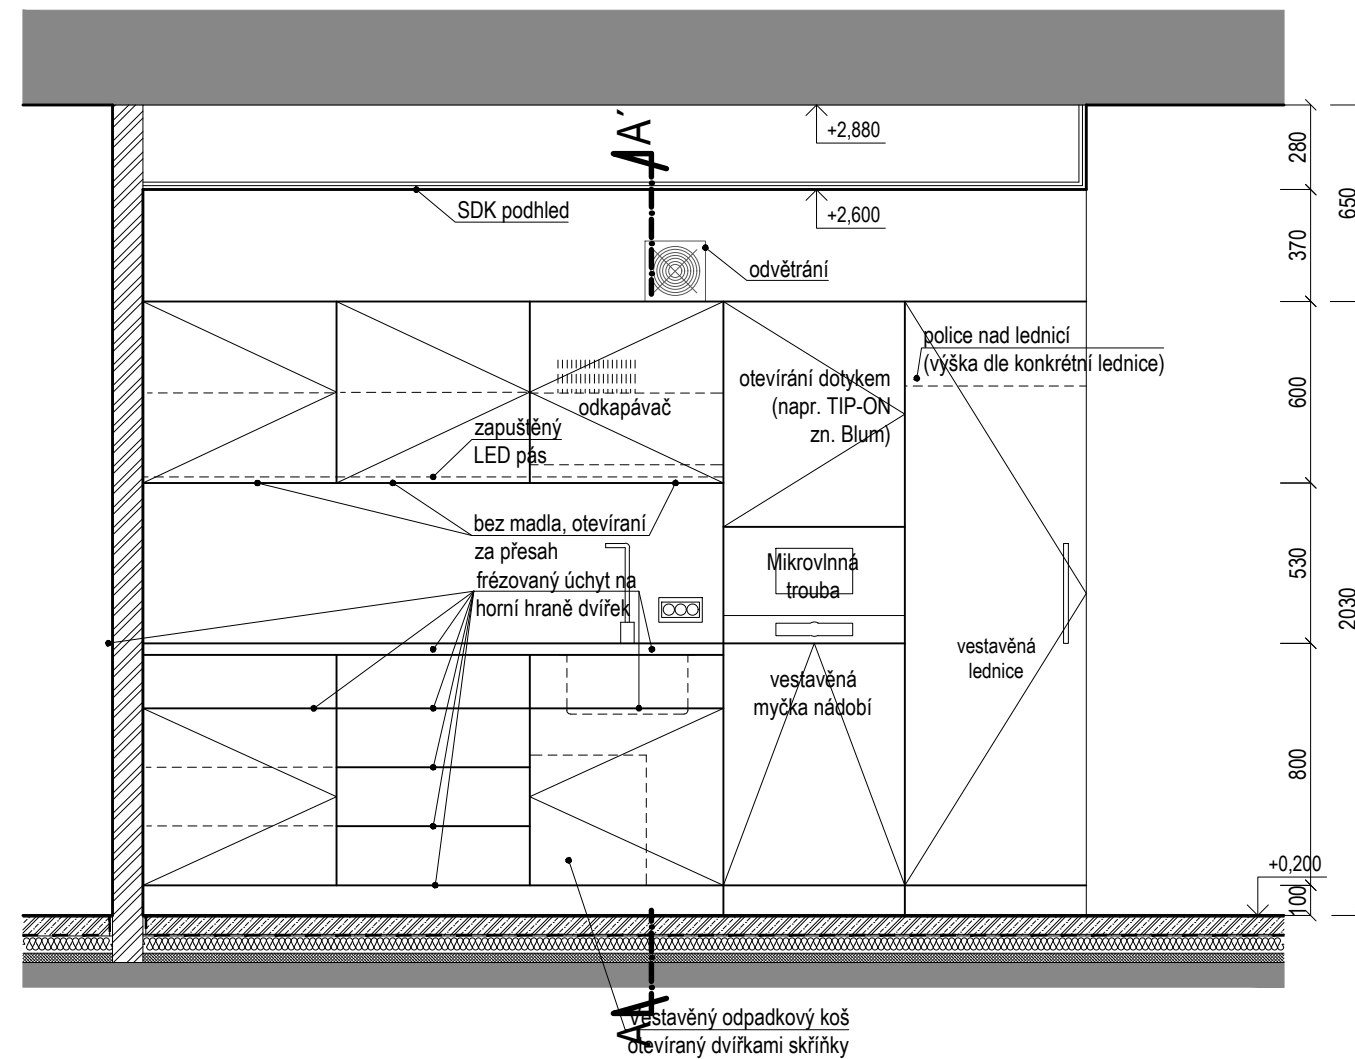 A´
+2,880
280
SDK podhled
+2,600
650
370
odvětrání
police nad lednicí
(výška dle konkrétní lednice)
otevírání dotykem
(napr. TIP-ON
zn. Blum)
odkapávač
600
zapuštěný
LED pás
bez madla, otevíraní
za přesah
frézovaný úchyt na
horní hraně dvířek
Mikrovlnná
trouba
530
2030
vestavěná
lednice
vestavěná
myčka nádobí
800
+0,200
100
A
Vestavěný odpadkový koš
otevíraný dvířkami skříňky